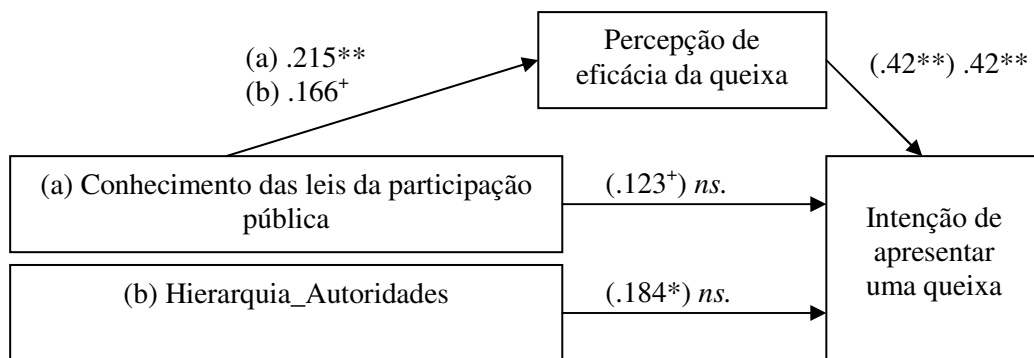 (a) .215**
(b) .166⁺
Percepção de
eficácia da queixa
(.42**) .42**
(a) Conhecimento das leis da participação
pública
(.123⁺) ns.
(b) Hierarquia_Autoridades
(.184*) ns.
Intenção de
apresentar
uma queixa